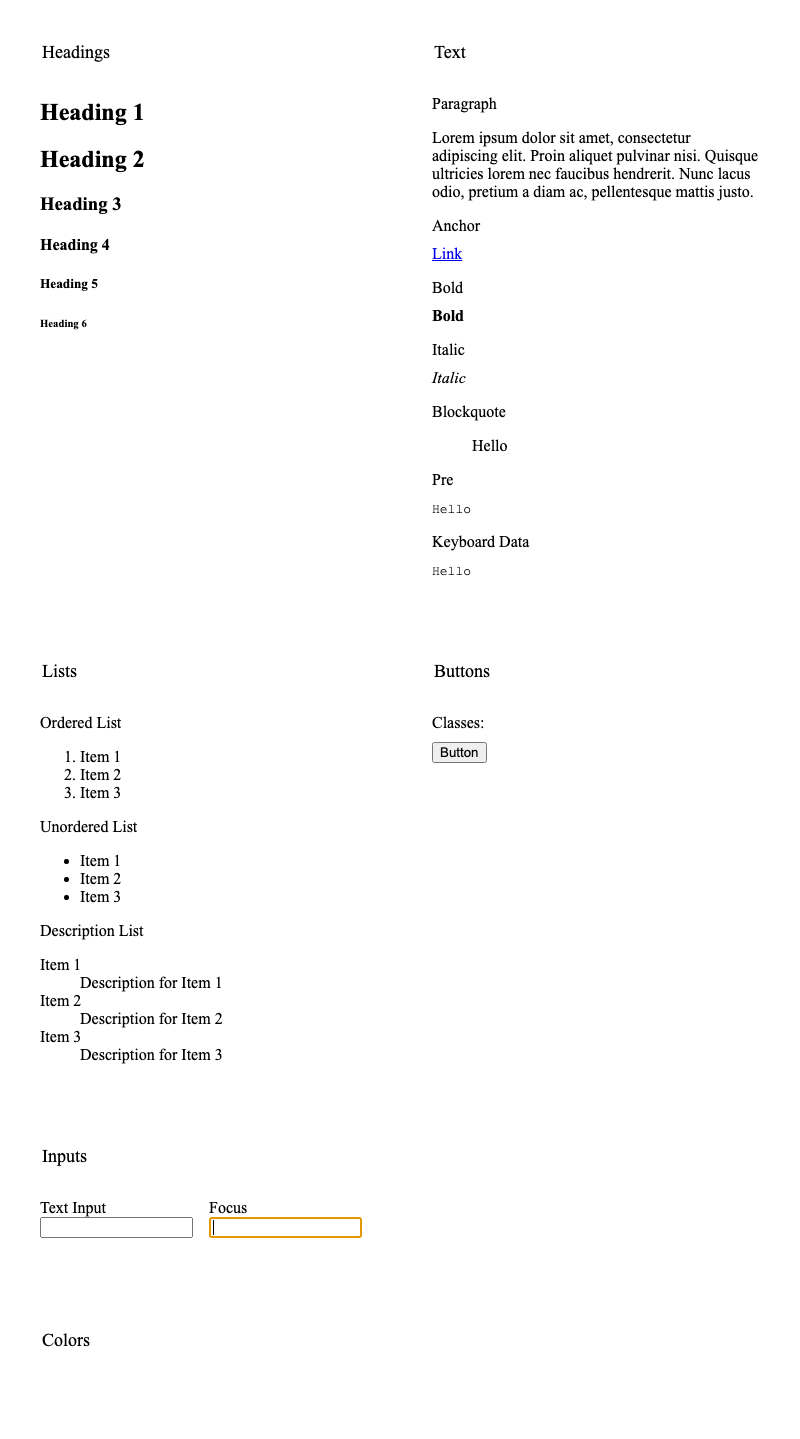 Headings
Heading 1
Heading 2
Heading 3
Heading 4
Heading 5
Heading 6
Text
Paragraph
Lorem ipsum dolor sit amet, consectetur
adipiscing elit. Proin aliquet pulvinar nisi. Quisque
ultricies lorem nec faucibus hendrerit. Nunc lacus
odio, pretium a diam ac, pellentesque mattis justo.
Anchor
Link
Bold
Bold
Italic
Italic
Blockquote
Hello
Pre
Hello
Keyboard Data
Hello
Lists
Ordered List
1. Item 1
2. Item 2
3. Item 3
Unordered List
• Item 1
• Item 2
• Item 3
Description List
Item 1
Description for Item 1
Item 2
Description for Item 2
Item 3
Description for Item 3
Buttons
Classes:
Button
Inputs
Text Input
Focus
Colors